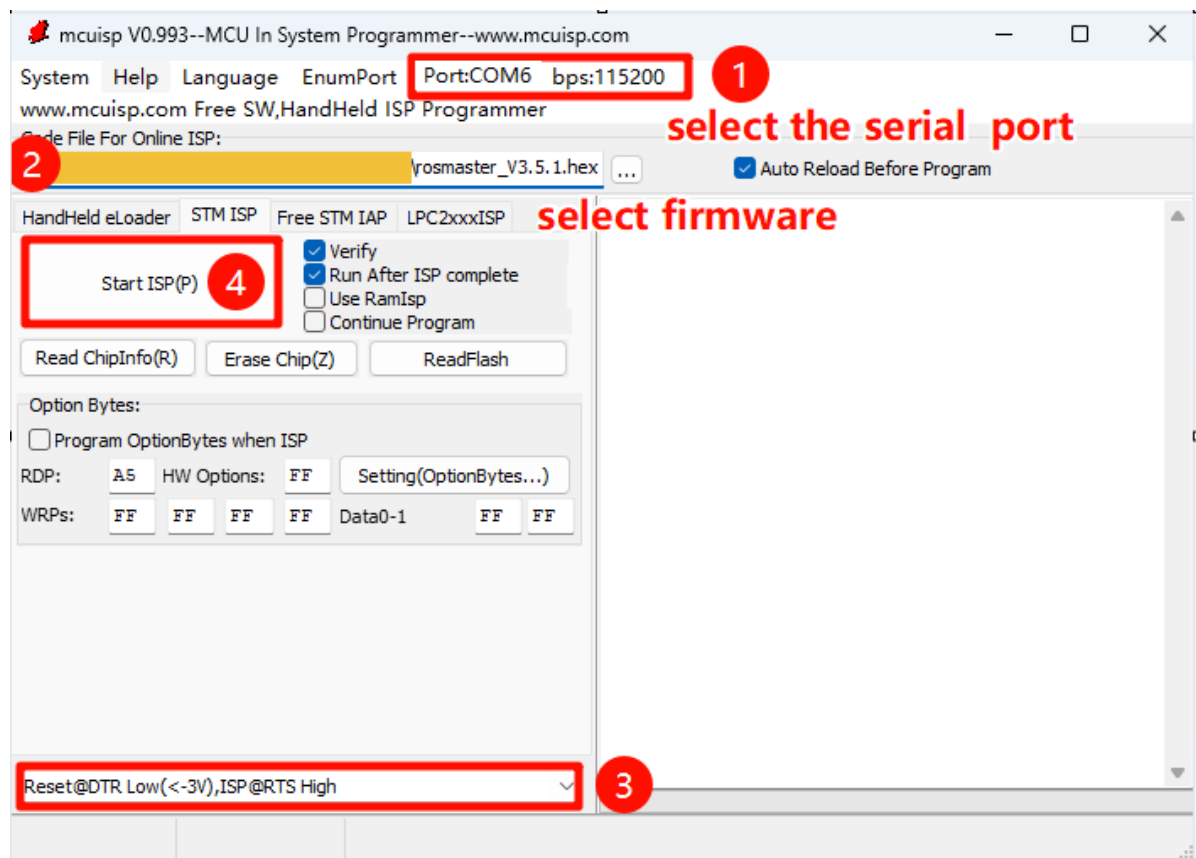 mcuisp V0.993--MCU In System Programmer--www.mcuisp.com
System Help Language EnumPort Port:COM6 bps:115200 1
www.mcuisp.com Free SW,HandHeld ISP Programmer
select the serial port
Code File For Online ISP:
2 \rosmaster_V3.5.1.hex ... Auto Reload Before Program
HandHeld eLoader STM ISP Free STM IAP LPC2xxxISP select firmware
Verify
Start ISP(P) 4 Run After ISP complete
Use RamIsp
Continue Program
Read ChipInfo(R) Erase Chip(Z) ReadFlash
Option Bytes:
Program OptionBytes when ISP
RDP: A5 HW Options: FF Setting(OptionBytes...)
WRPs: FF FF FF FF Data0-1 FF FF
Reset@DTR Low(<-3V),ISP@RTS High 3